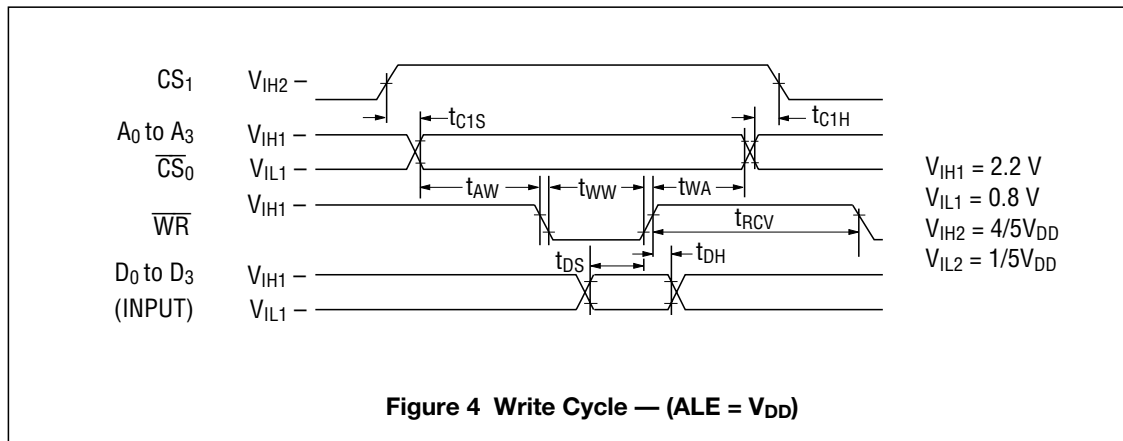 CS1 VIH2
tC1S tC1H
A0 to A3 VIH1
CS0 VIL1
tAW tWW tWA
WR VIH1
tRCV
tDS tDH
D0 to D3 VIH1
(INPUT) VIL1
VIH1 = 2.2 V
VIL1 = 0.8 V
VIH2 = 4/5VDD
VIL2 = 1/5VDD
Figure 4 Write Cycle — (ALE = VDD)